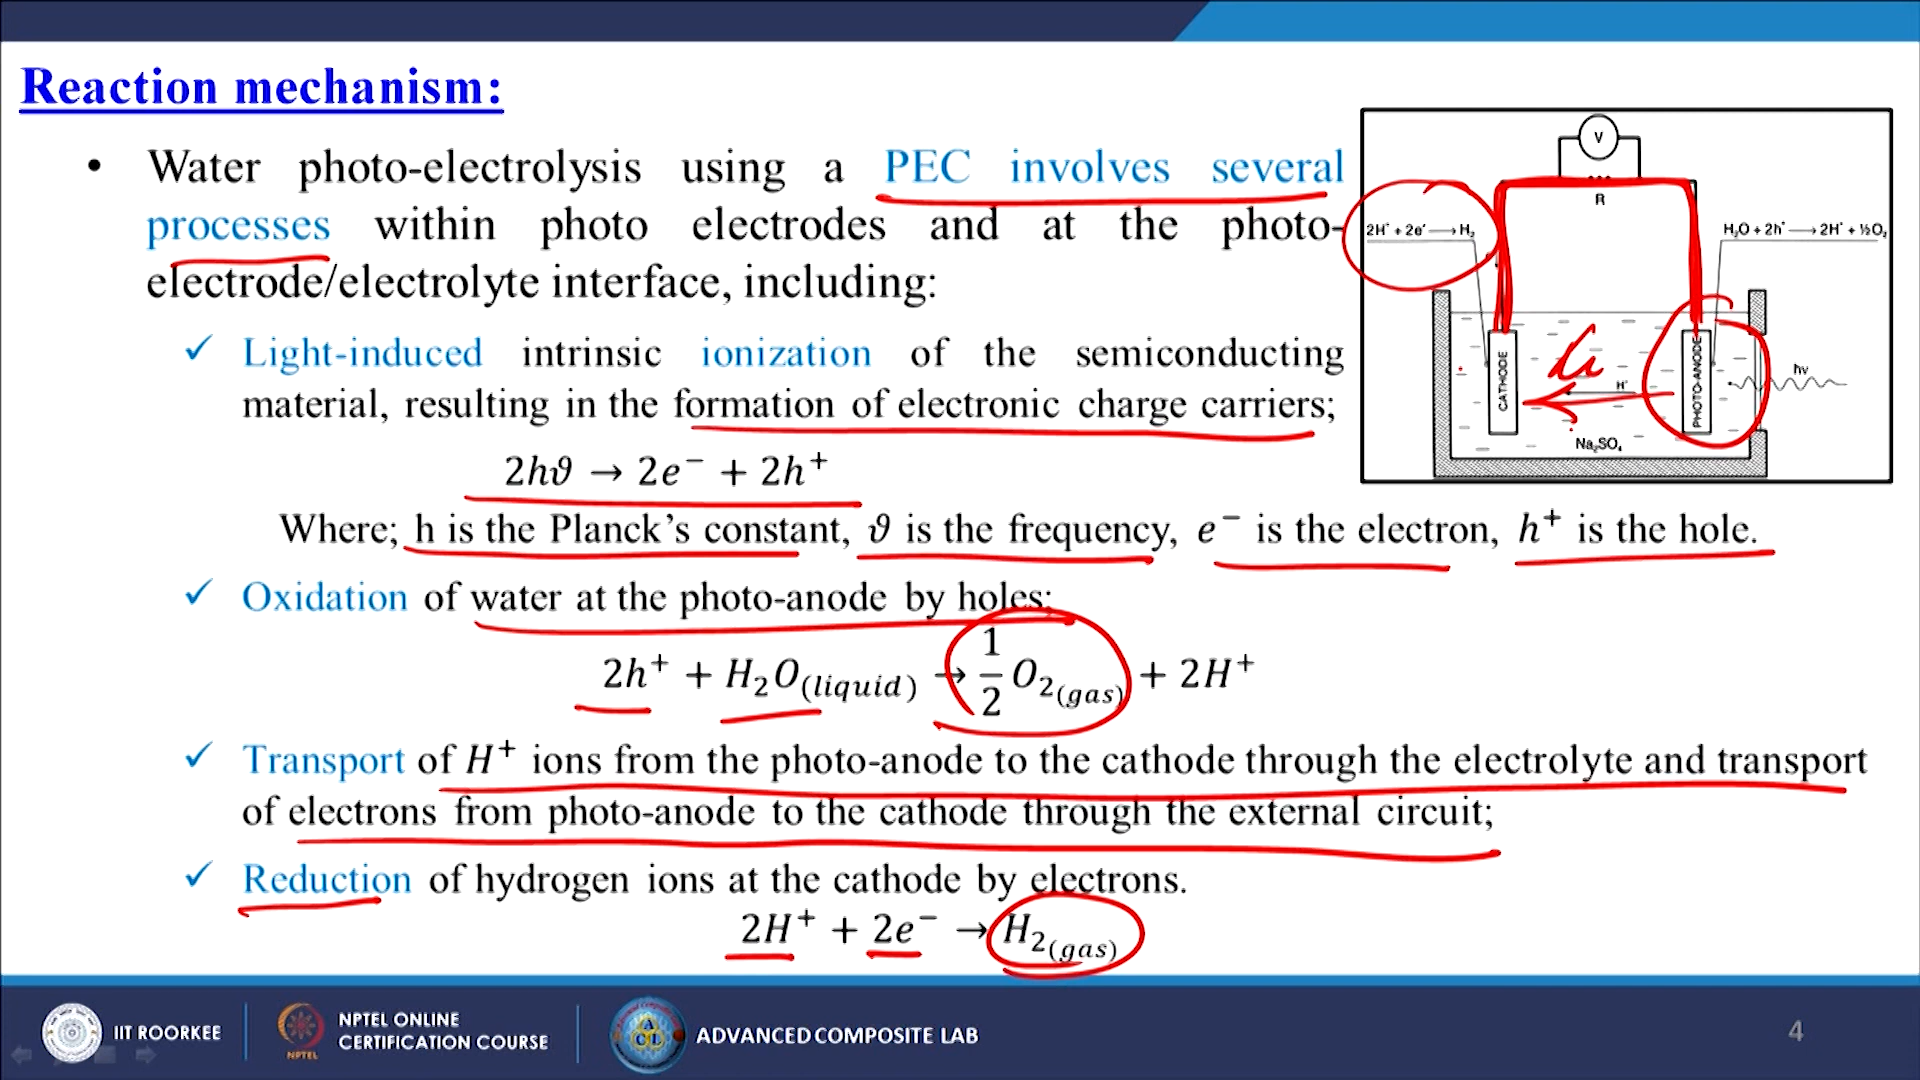 Reaction mechanism:
• Water photo-electrolysis using a PEC involves several
processes within photo electrodes and at the photo-
electrode/electrolyte interface, including:
✓ Light-induced intrinsic ionization of the semiconducting
material, resulting in the formation of electronic charge carriers;
2hϑ → 2e⁻ + 2h⁺
Where; h is the Planck's constant, ϑ is the frequency, e⁻ is the electron, h⁺ is the hole.
✓ Oxidation of water at the photo-anode by holes;
2h⁺ + H₂O(liquid) → 1/2 O₂(gas) + 2H⁺
✓ Transport of H⁺ ions from the photo-anode to the cathode through the electrolyte and transport
of electrons from photo-anode to the cathode through the external circuit;
✓ Reduction of hydrogen ions at the cathode by electrons.
2H⁺ + 2e⁻ → H₂(gas)
V
R
2H⁺ + 2e' → H₂
H₂O + 2h˙ → 2H⁺ + ½O₂
CATHODE
H⁺
PHOTO-ANODE
hv
Na₂SO₄
IIT ROORKEE
NPTEL
NPTEL ONLINE
CERTIFICATION COURSE
ADVANCED COMPOSITE LAB
4